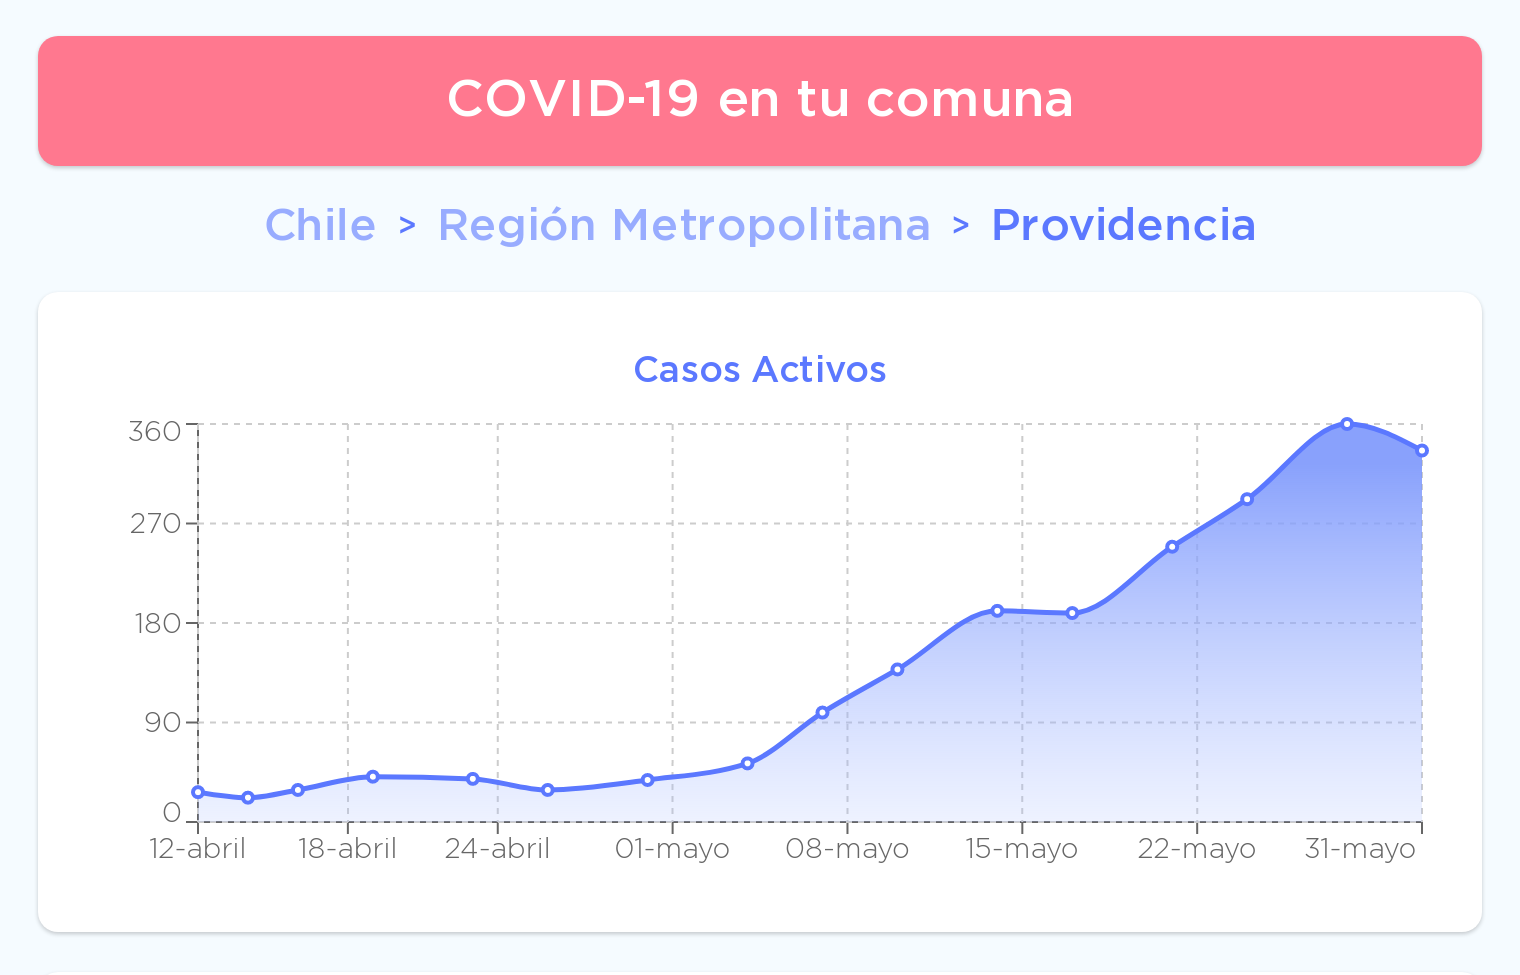 COVID-19 en tu comuna
Chile > Región Metropolitana > Providencia
Casos Activos
360
270
180
90
0
12-abril 18-abril 24-abril 01-mayo 08-mayo 15-mayo 22-mayo 31-mayo